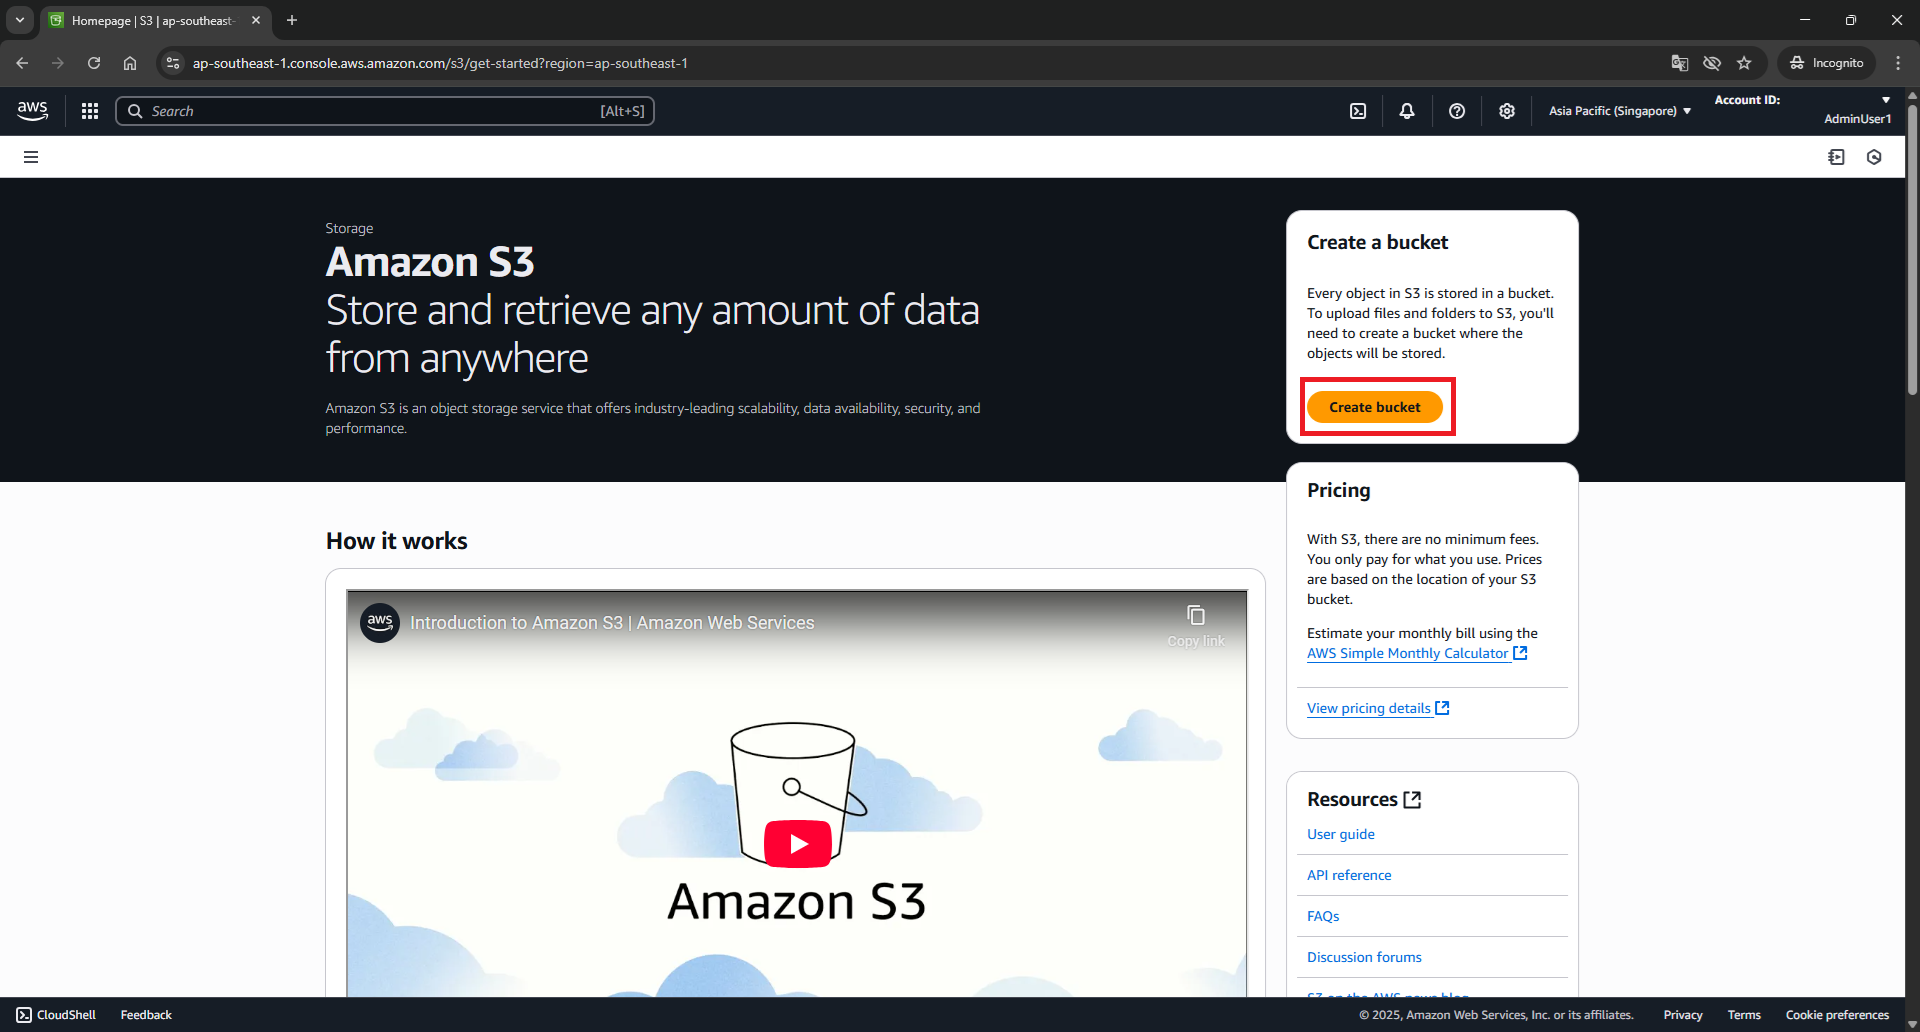 Homepage | S3 | ap-southeast-
ap-southeast-1.console.aws.amazon.com/s3/get-started?region=ap-southeast-1
Incognito
aws
Search
[Alt+S]
Asia Pacific (Singapore)
Account ID:
AdminUser1
Storage
Amazon S3
Store and retrieve any amount of data
from anywhere
Amazon S3 is an object storage service that offers industry-leading scalability, data availability, security, and
performance.
Create a bucket
Every object in S3 is stored in a bucket.
To upload files and folders to S3, you'll
need to create a bucket where the
objects will be stored.
Create bucket
Pricing
With S3, there are no minimum fees.
You only pay for what you use. Prices
are based on the location of your S3
bucket.
Estimate your monthly bill using the
AWS Simple Monthly Calculator
View pricing details
How it works
aws
Introduction to Amazon S3 | Amazon Web Services
Copy link
Amazon S3
Resources
User guide
API reference
FAQs
Discussion forums
S3 on the AWS news blog
CloudShell
Feedback
© 2025, Amazon Web Services, Inc. or its affiliates.
Privacy
Terms
Cookie preferences